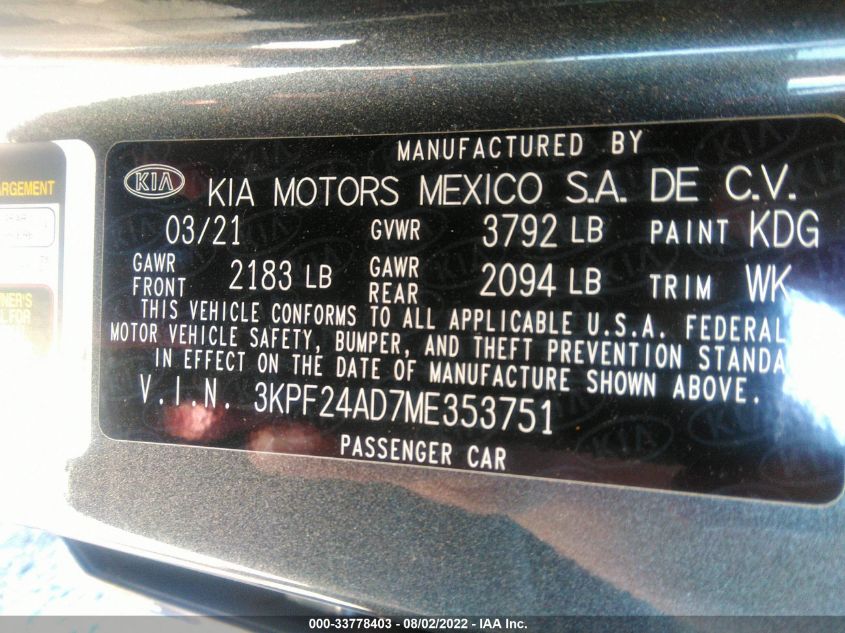 MANUFACTURED BY
KIA KIA MOTORS MEXICO S.A. DE C.V.
03/21 GVWR 3792 LB PAINT KDG
GAWR FRONT 2183 LB GAWR REAR 2094 LB TRIM WK
THIS VEHICLE CONFORMS TO ALL APPLICABLE U.S.A. FEDERAL
MOTOR VEHICLE SAFETY, BUMPER, AND THEFT PREVENTION STANDA
IN EFFECT ON THE DATE OF MANUFACTURE SHOWN ABOVE.
V.I.N. 3KPF24AD7ME353751
PASSENGER CAR
ARGEMENT
NER'S
L FOR
000-33778403 - 08/02/2022 - IAA Inc.